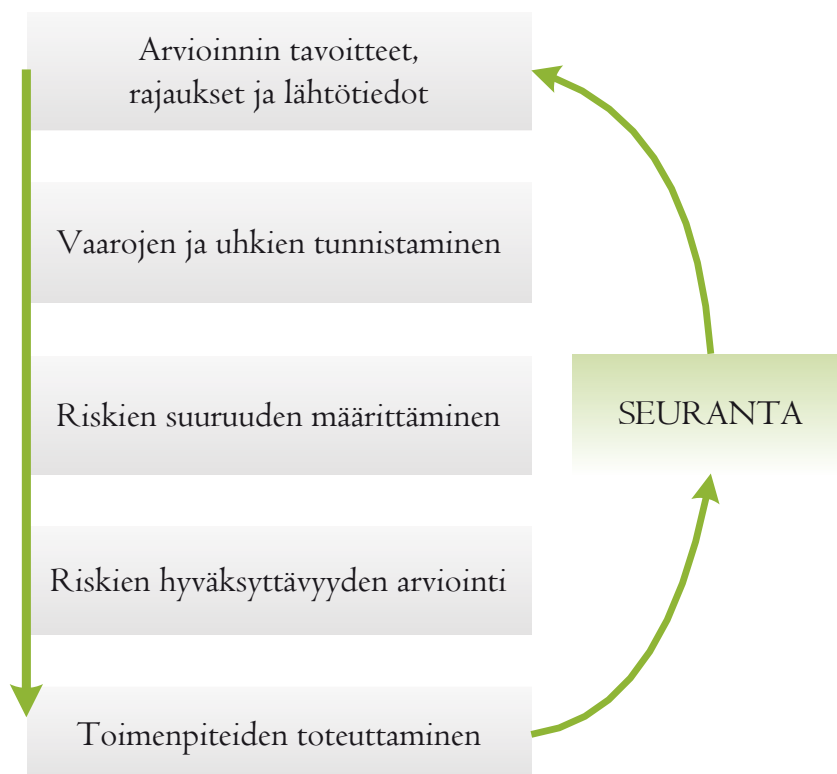 Arvioinnin tavoitteet,
rajaukset ja lähtötiedot
Vaarojen ja uhkien tunnistaminen
Riskien suuruuden määrittäminen
SEURANTA
Riskien hyväksyttävyyden arviointi
Toimenpiteiden toteuttaminen